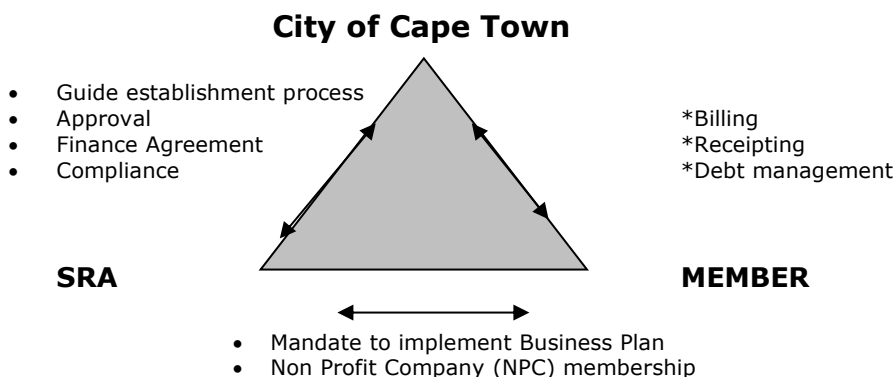 City of Cape Town
• Guide establishment process
• Approval
• Finance Agreement
• Compliance
*Billing
*Receipting
*Debt management
SRA
MEMBER
• Mandate to implement Business Plan
• Non Profit Company (NPC) membership